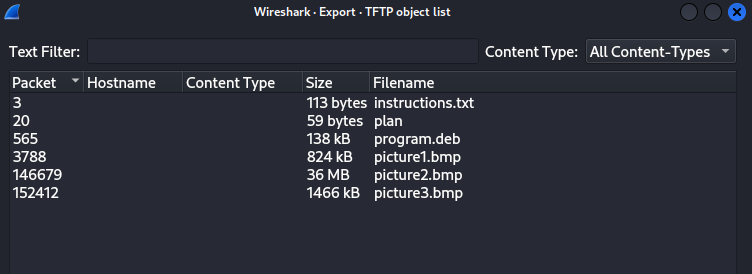 Wireshark · Export · TFTP object list
Text Filter: Content Type: All Content-Types
Packet Hostname Content Type Size Filename
3 113 bytes instructions.txt
20 59 bytes plan
565 138 kB program.deb
3788 824 kB picture1.bmp
146679 36 MB picture2.bmp
152412 1466 kB picture3.bmp